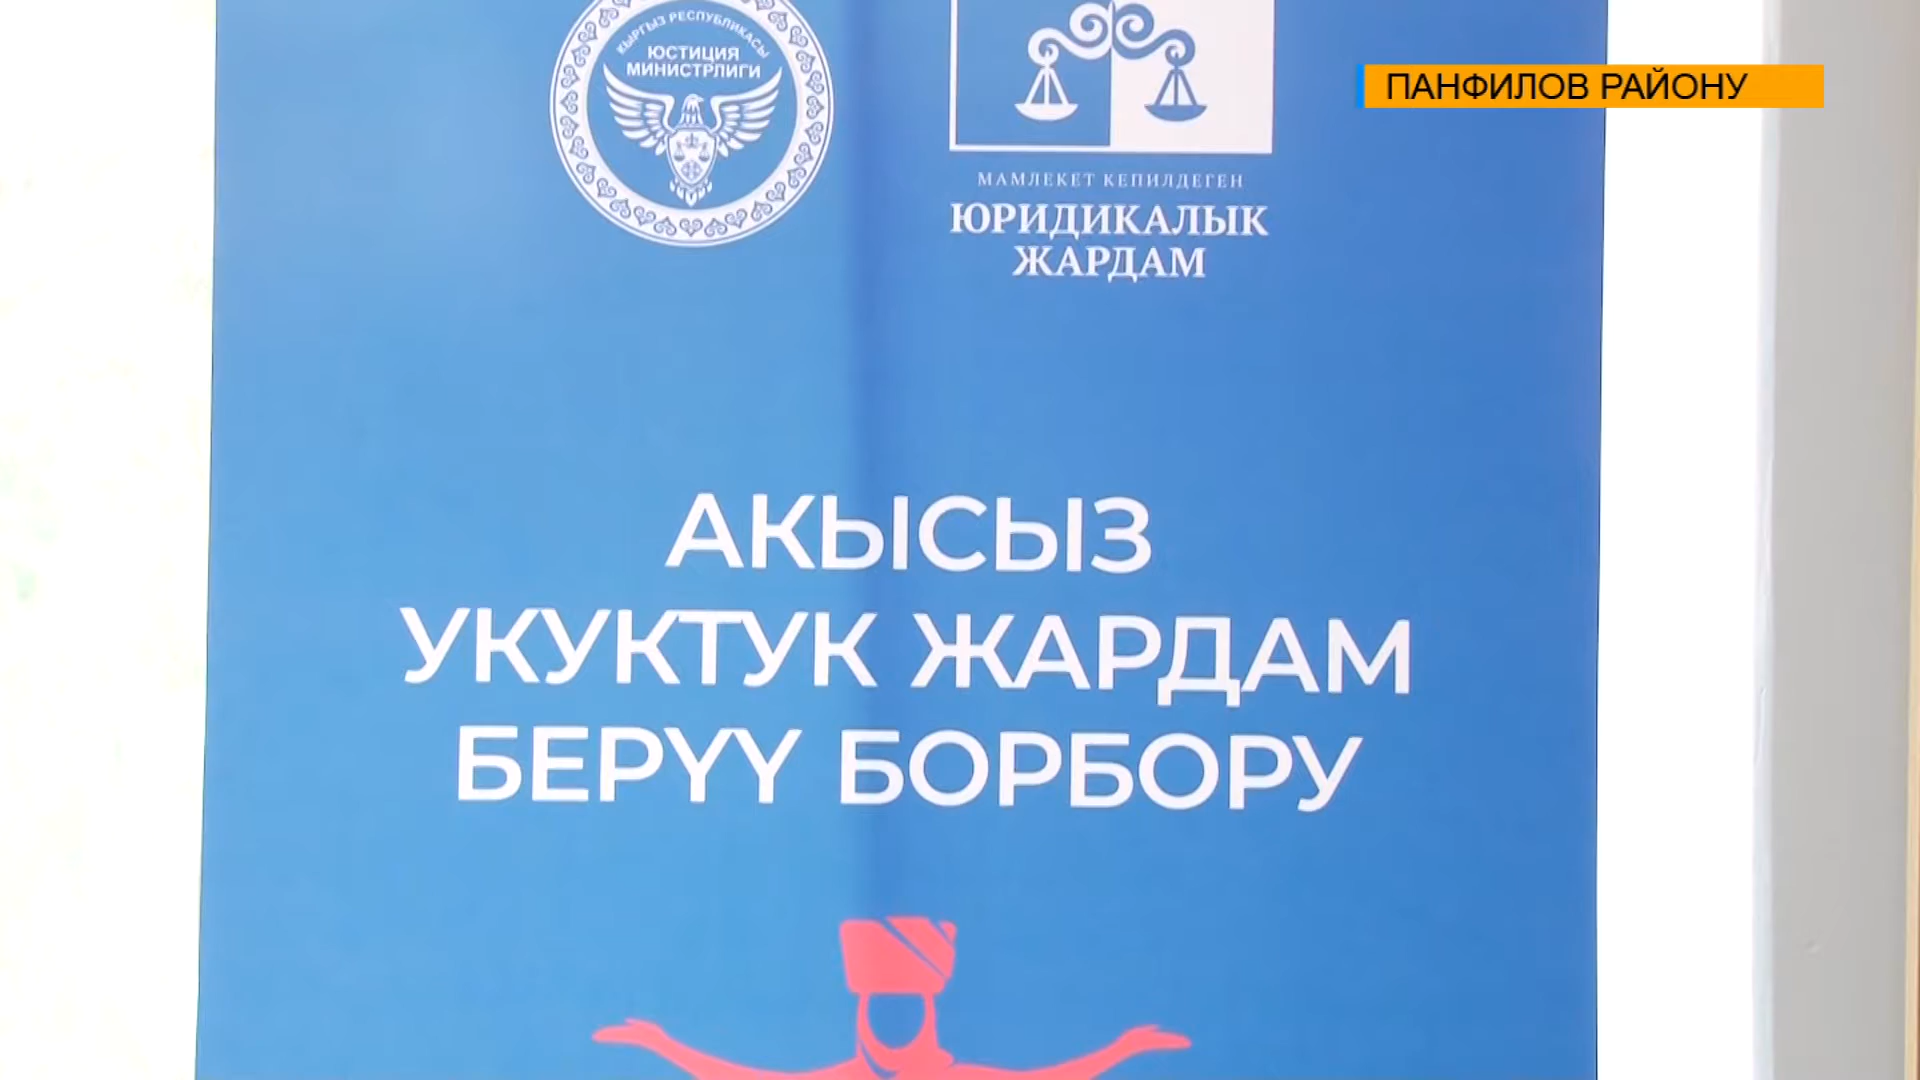 КЫРГЫЗ РЕСПУБЛИКАСЫ
ЮСТИЦИЯ
МИНИСТРЛИГИ
МАМЛЕКЕТ КЕПИЛДЕГЕН
ЮРИДИКАЛЫК
ЖАРДАМ
ПАНФИЛОВ РАЙОНУ
АКЫСЫЗ
УКУКТУК ЖАРДАМ
БЕРҮҮ БОРБОРУ